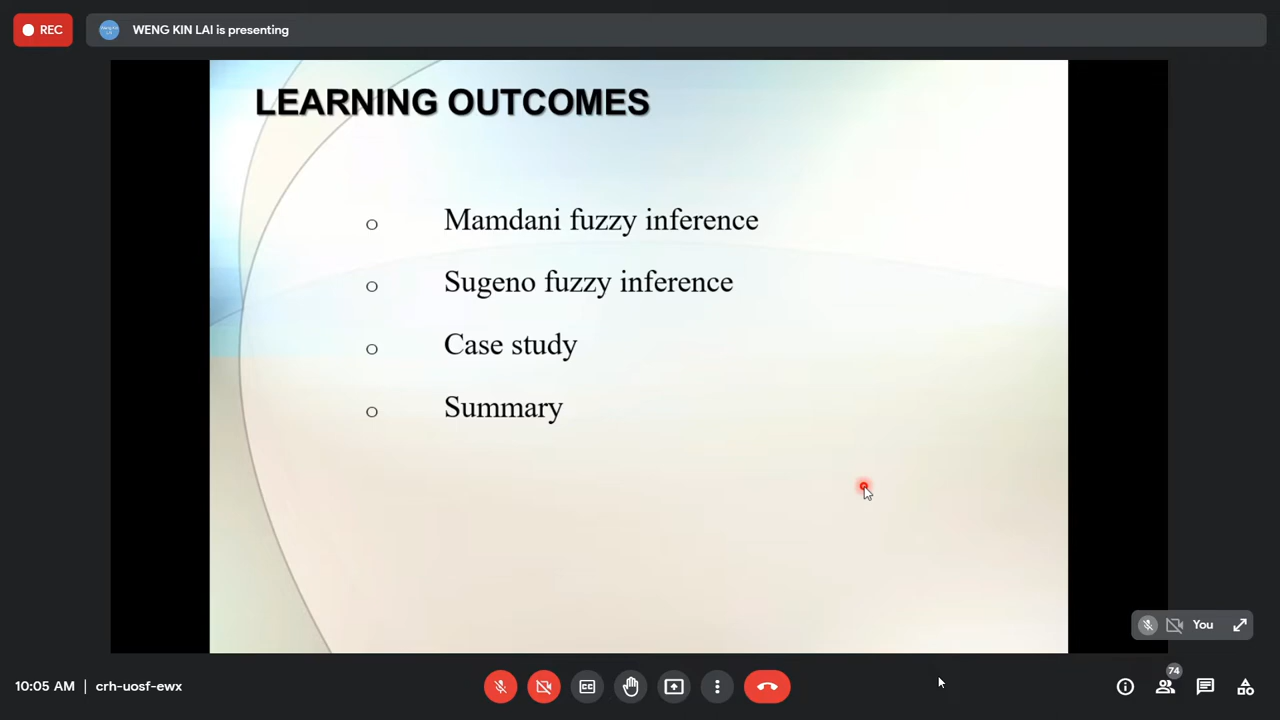 REC
WENG KIN LAI is presenting
LEARNING OUTCOMES
o Mamdani fuzzy inference
o Sugeno fuzzy inference
o Case study
o Summary
You
74
10:05 AM | crh-uosf-ewx